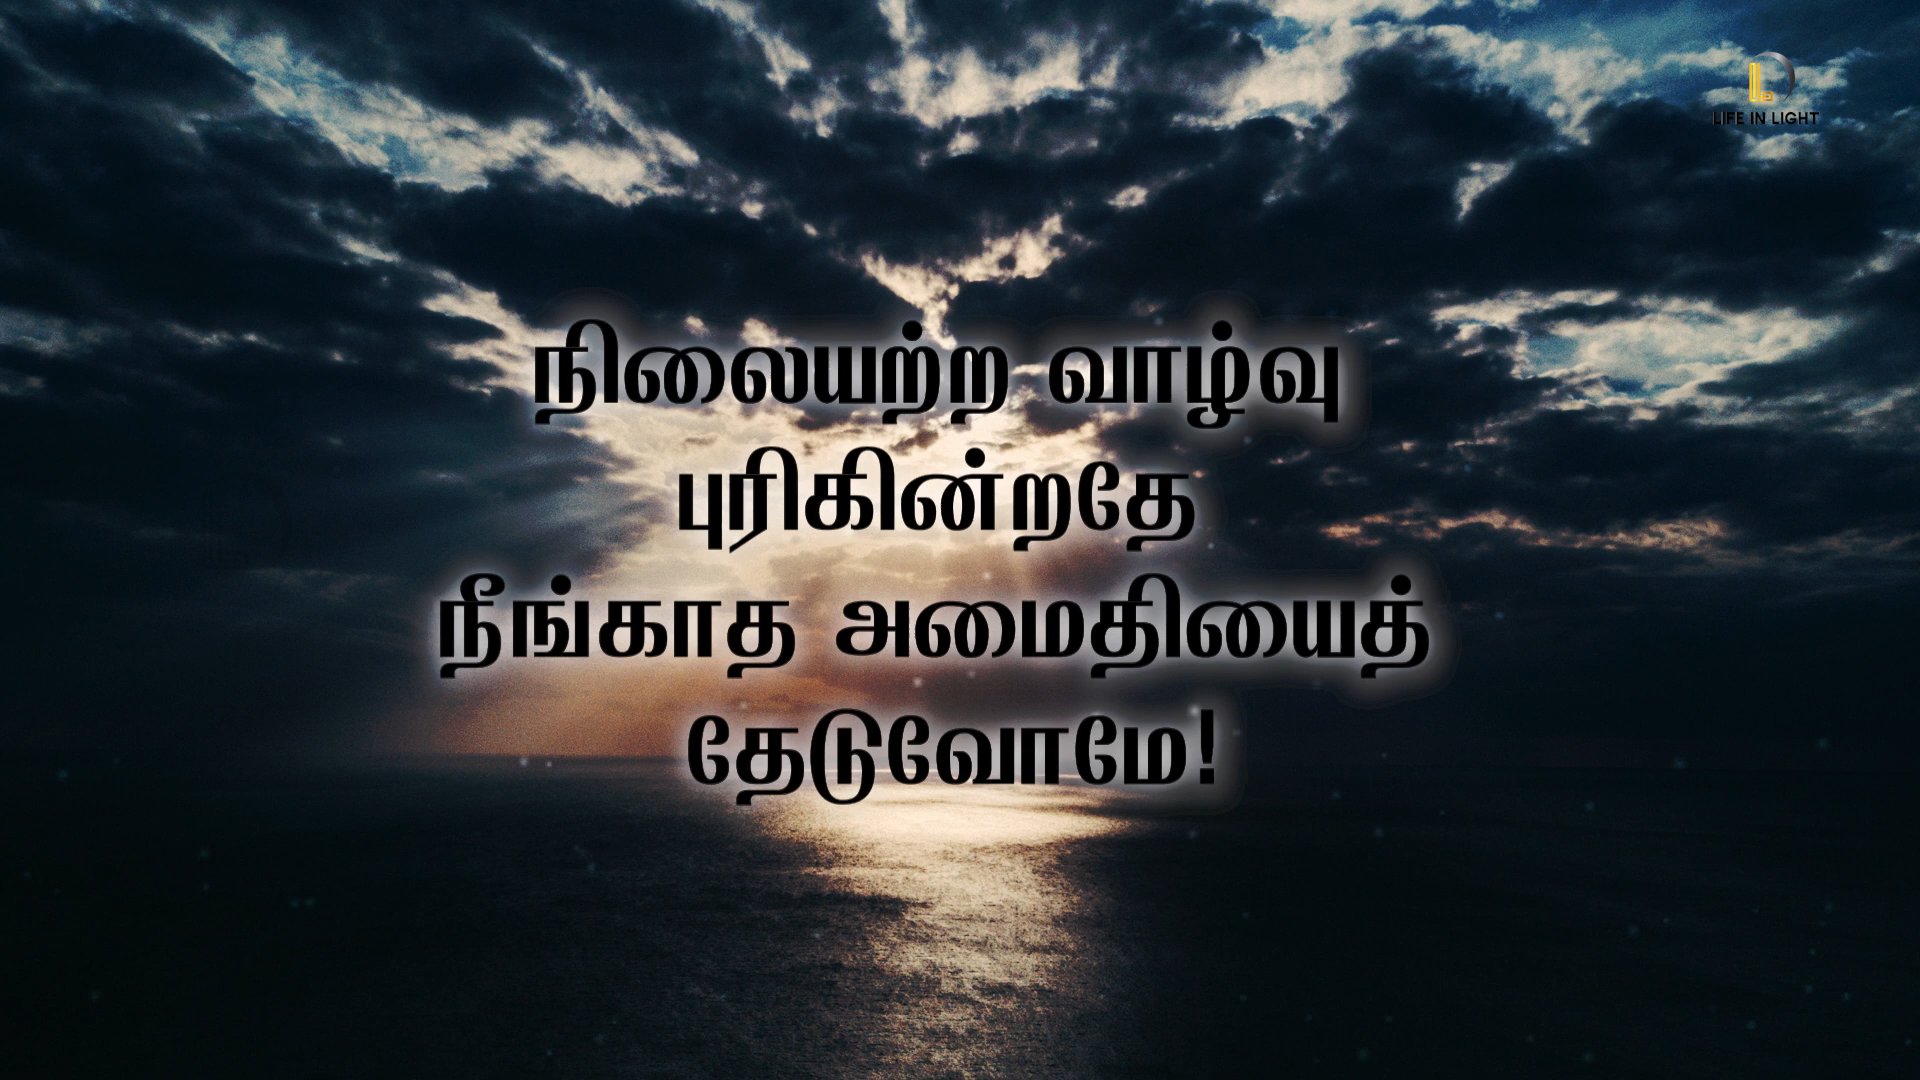 LIFE IN LIGHT
நிலையற்ற வாழ்வு
புரிகின்றதே
நீங்காத அமைதியைத்
தேடுவோமே!